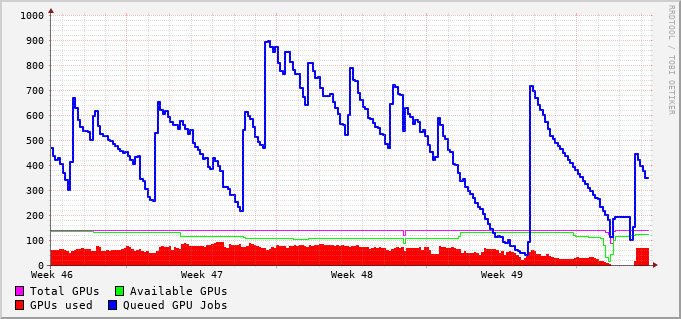 1000
900
800
700
600
500
400
300
200
100
0
Week 46 Week 47 Week 48 Week 49
Total GPUs Available GPUs
GPUs used Queued GPU Jobs
RRDTOOL / TOBI OETIKER